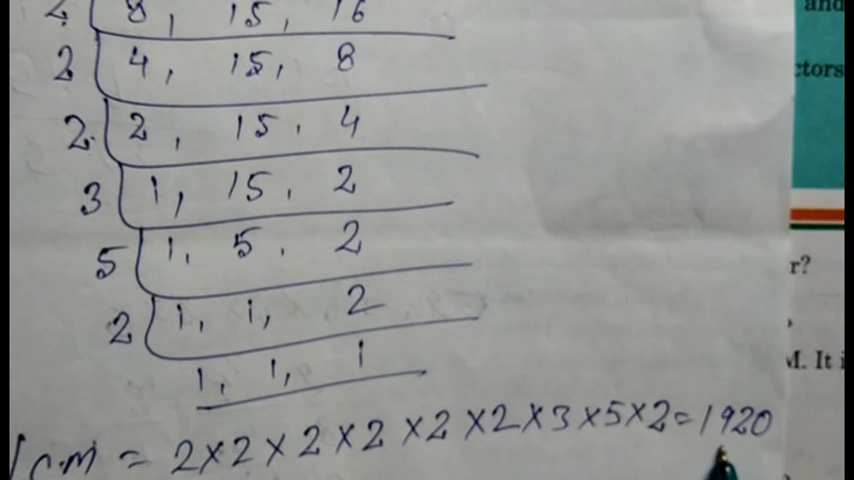 2 8, 15, 16
2 4, 15, 8
2 2, 15, 4
3 1, 15, 2
5 1, 5, 2
2 1, 1, 2
1, 1, 1
L.C.M = 2×2×2×2×2×2×3×5×2=1920
and
ctors
r?
M. It i